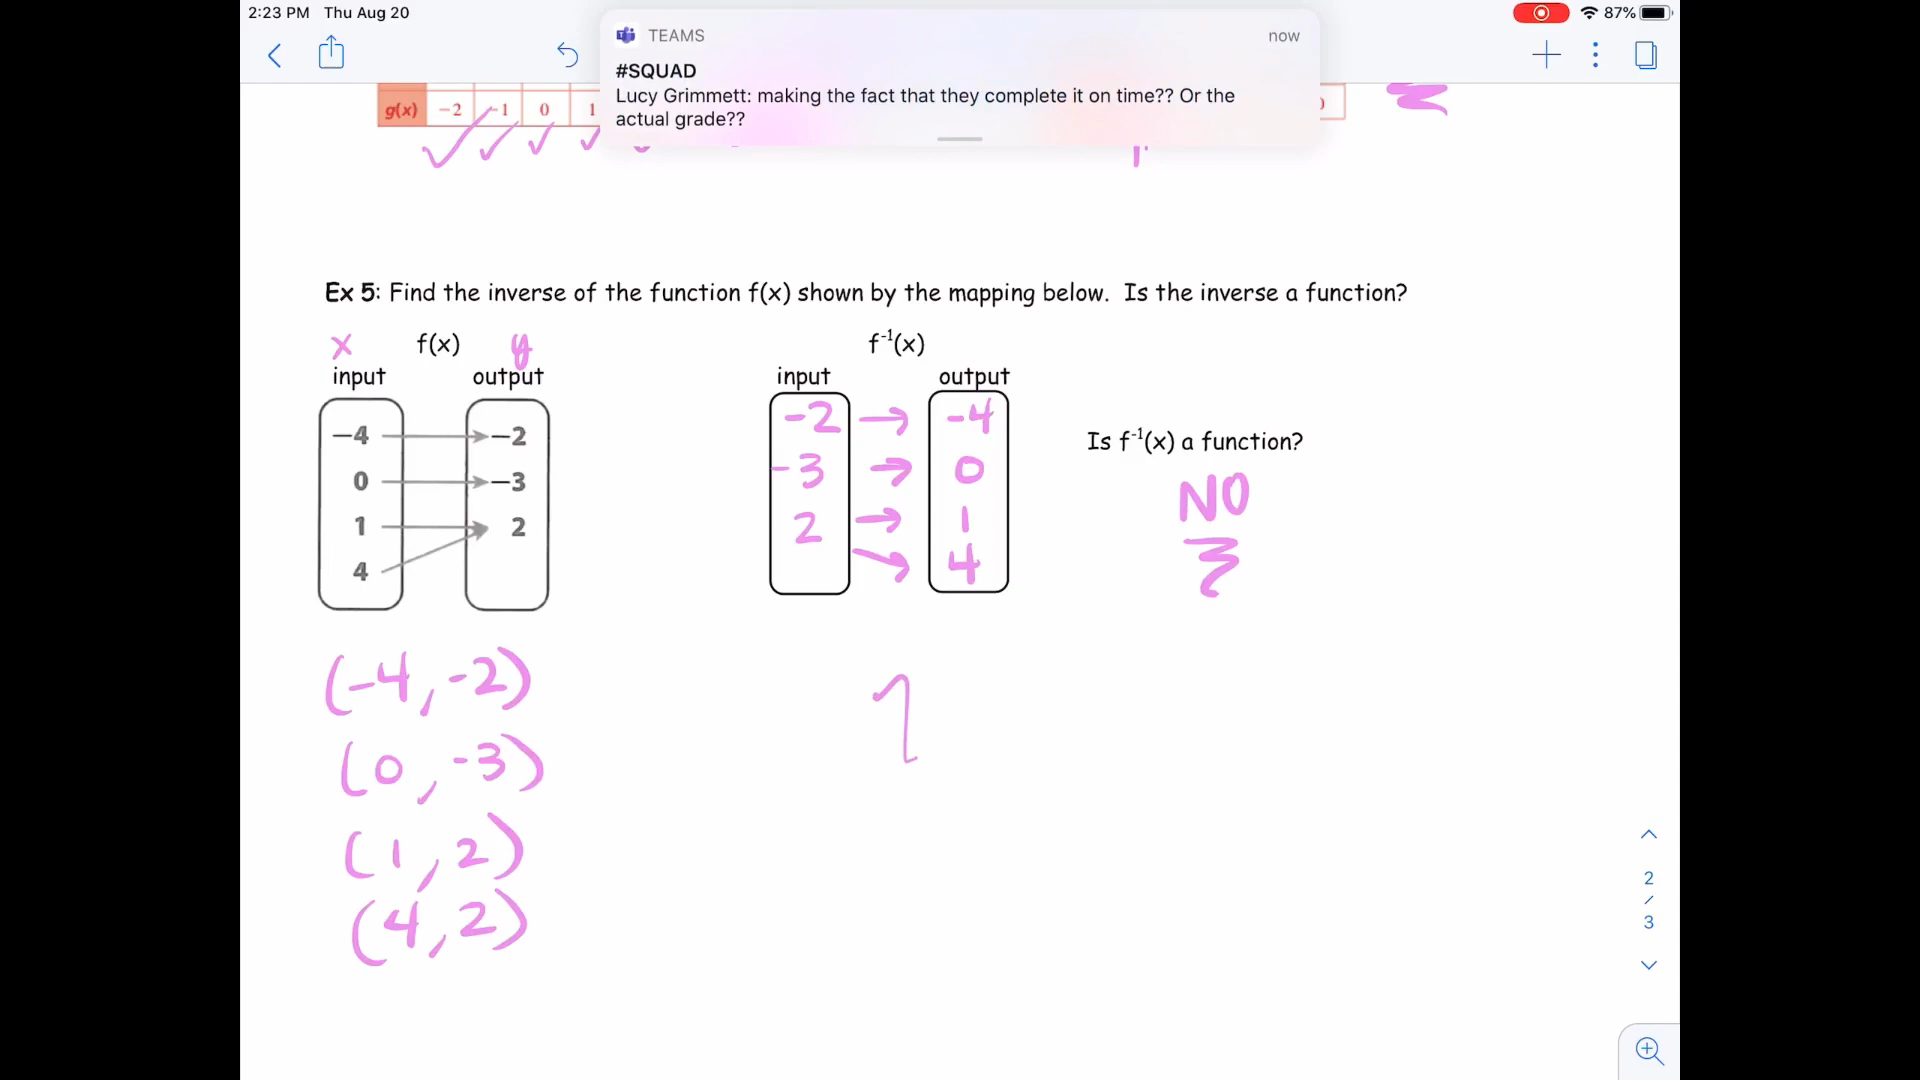 2:23 PM Thu Aug 20
87%
TEAMS
now
#SQUAD
Lucy Grimmett: making the fact that they complete it on time?? Or the
actual grade??
g(x) −2 −1 0 1
Ex 5: Find the inverse of the function f(x) shown by the mapping below. Is the inverse a function?
x f(x) y
input output
−4 −2
0 −3
1 2
4
f⁻¹(x)
input output
-2 → -4
-3 → 0
2 → 1
→ 4
Is f⁻¹(x) a function?
NO
(-4, -2)
(0, -3)
(1, 2)
(4, 2)
2
/
3